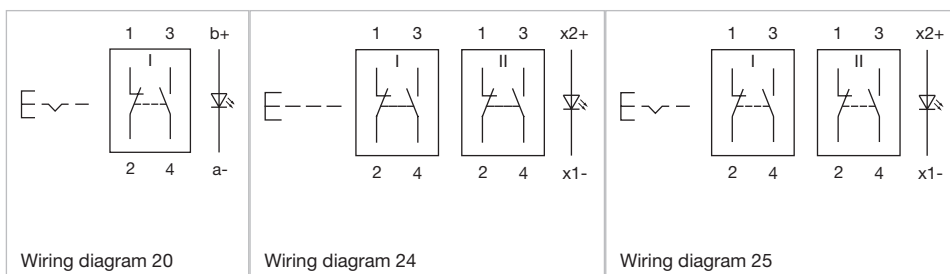 1 3 b+
I
2 4 a-
Wiring diagram 20
1 3 1 3 x2+
I II
2 4 2 4 x1-
Wiring diagram 24
1 3 1 3 x2+
I II
2 4 2 4 x1-
Wiring diagram 25